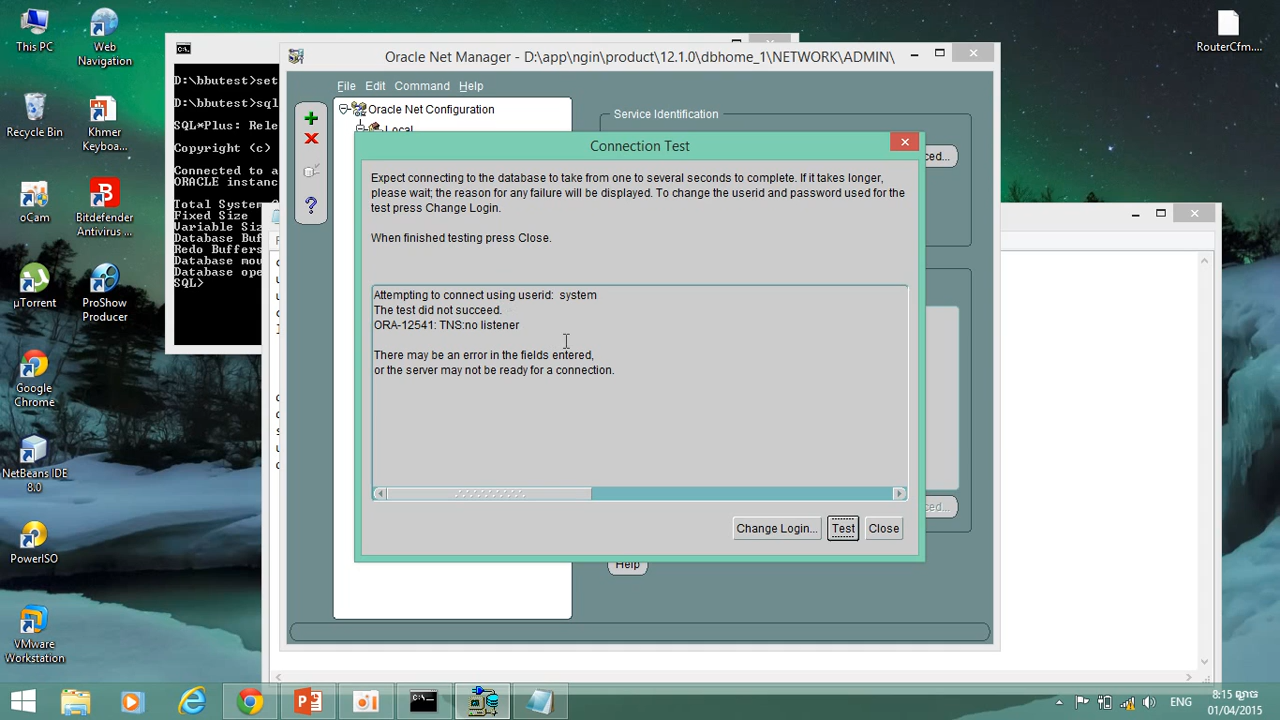 This PC
Web
Navigation
Recycle Bin
Khmer
Keyboa...
oCam
Bitdefender
Antivirus ...
µTorrent
ProShow
Producer
Google
Chrome
NetBeans IDE
8.0
PowerISO
VMware
Workstation
RouterCfm....
D:\bbutest>set
D:\bbutest>sql
SQL*Plus: Rele
Copyright (c)
Connected to a
ORACLE instanc
Total System G
Fixed Size
Variable Siz
Database Buf
Redo Buffers
Database mou
Database ope
SQL>
Oracle Net Manager - D:\app\ngin\product\12.1.0\dbhome_1\NETWORK\ADMIN\
File Edit Command Help
Oracle Net Configuration
Local
Service Identification
ced...
Connection Test
Expect connecting to the database to take from one to several seconds to complete. If it takes longer,
please wait; the reason for any failure will be displayed. To change the userid and password used for the
test press Change Login.
When finished testing press Close.
Attempting to connect using userid: system
The test did not succeed.
ORA-12541: TNS:no listener
There may be an error in the fields entered,
or the server may not be ready for a connection.
Change Login... Test Close
ced...
Help
ENG
8:15
01/04/2015